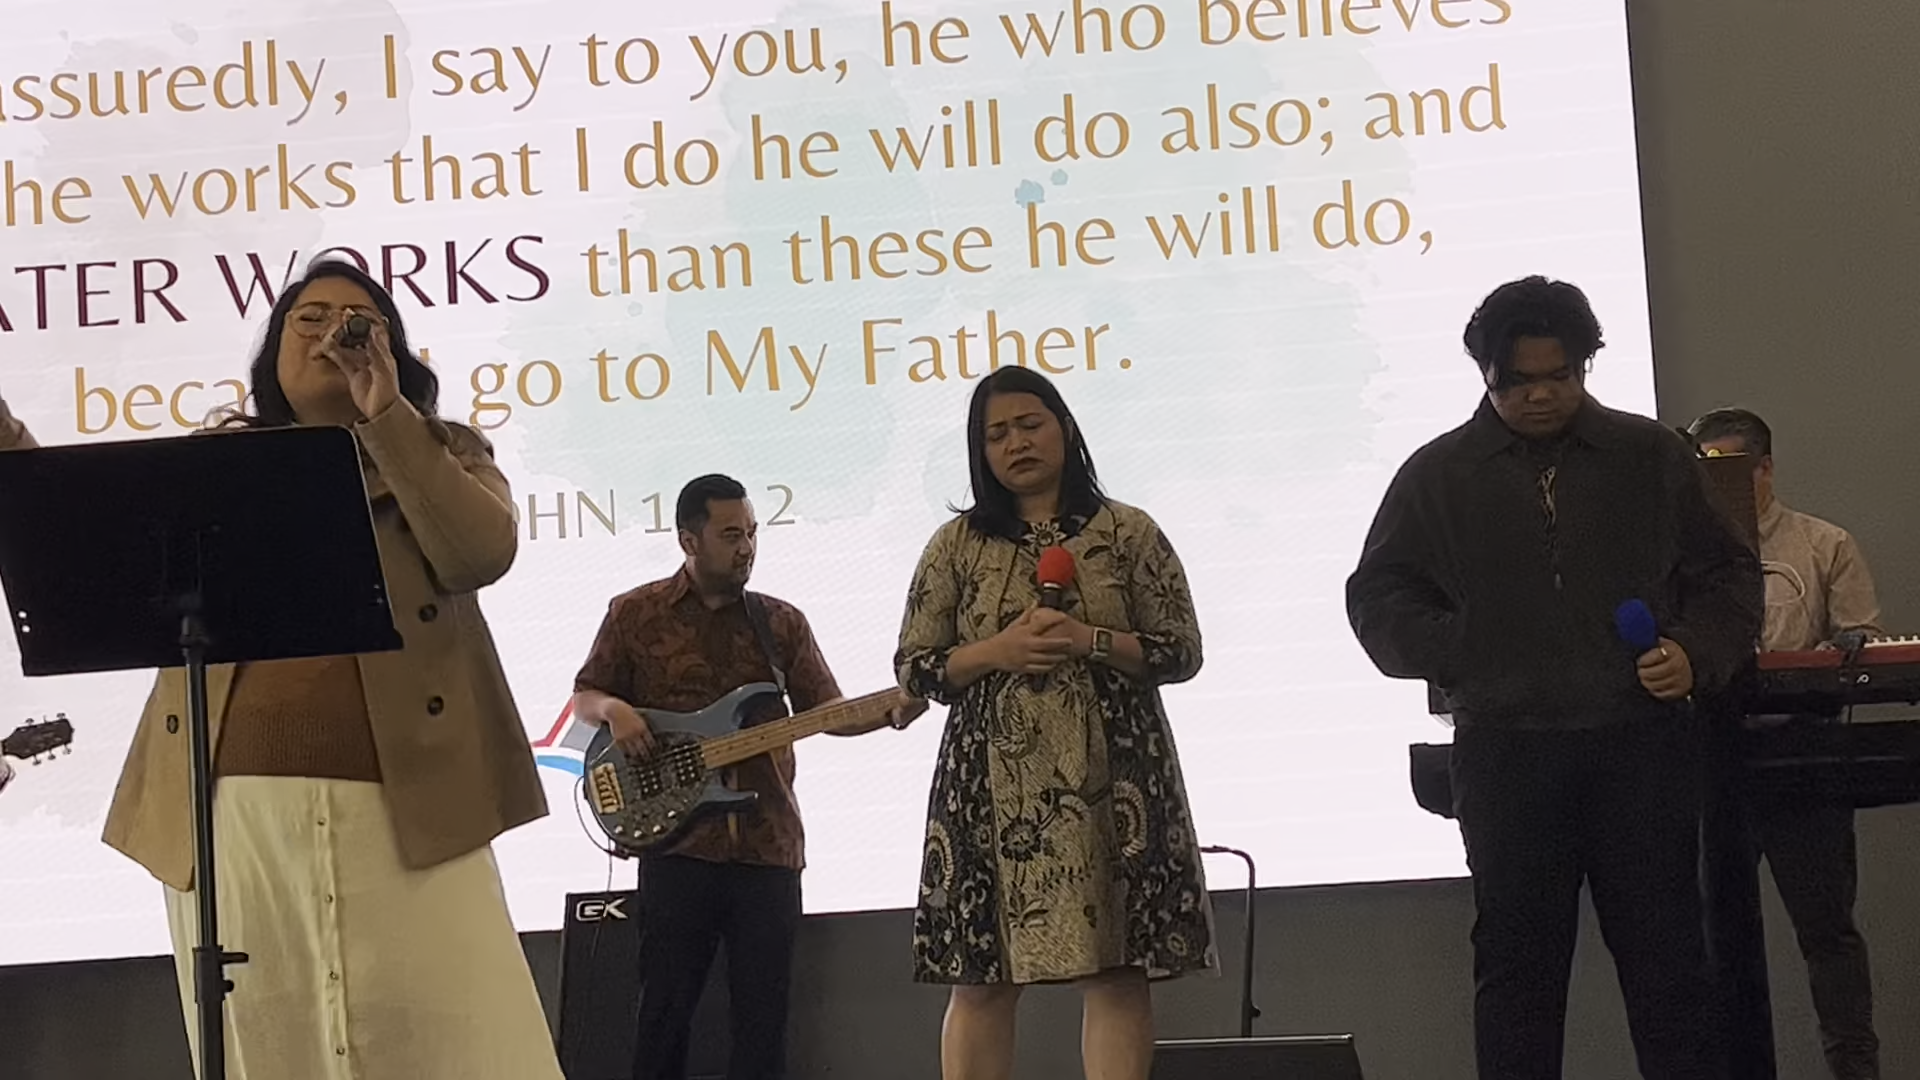 assuredly, I say to you, he who believes
he works that I do he will do also; and
ATER WORKS than these he will do,
go to My Father.
GK